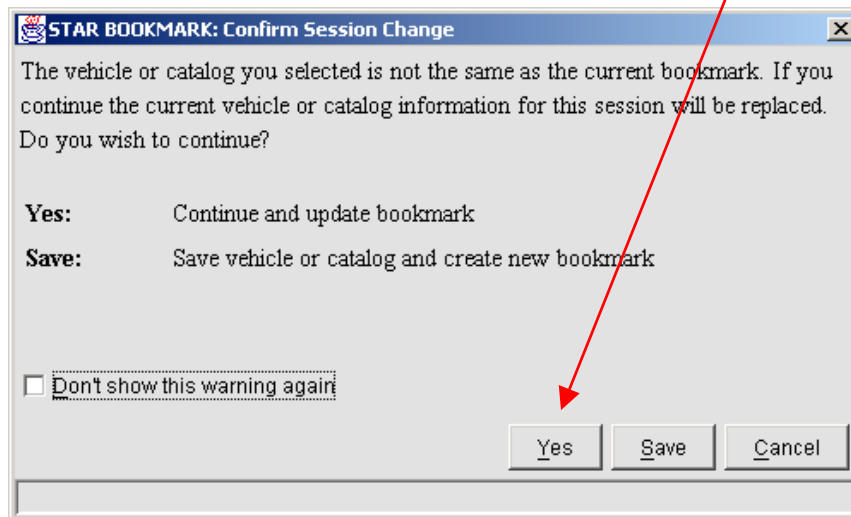 STAR BOOKMARK: Confirm Session Change
The vehicle or catalog you selected is not the same as the current bookmark. If you
continue the current vehicle or catalog information for this session will be replaced.
Do you wish to continue?
Yes: Continue and update bookmark
Save: Save vehicle or catalog and create new bookmark
Don't show this warning again
Yes Save Cancel